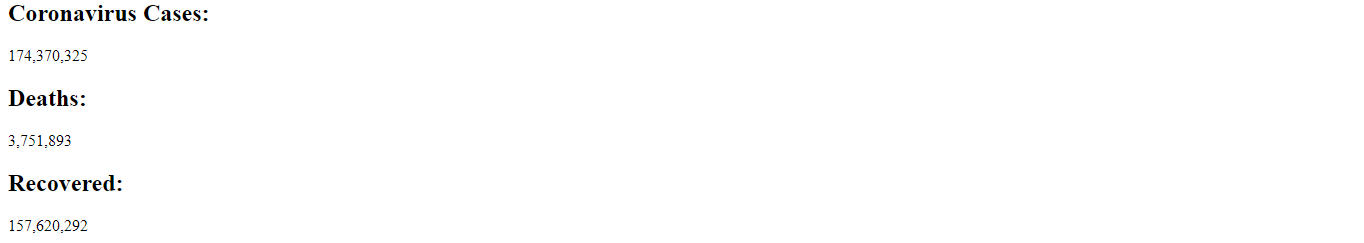 Coronavirus Cases:
174,370,325
Deaths:
3,751,893
Recovered:
157,620,292